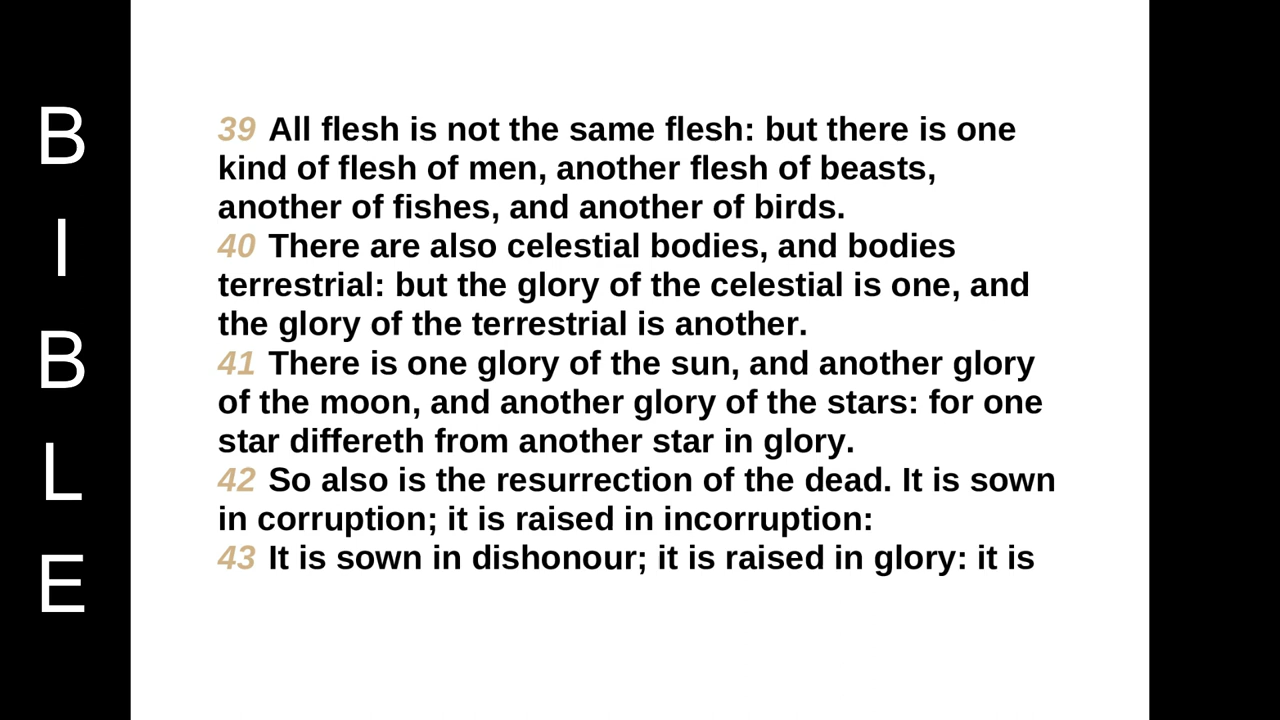 BIBLE
39 All flesh is not the same flesh: but there is one
kind of flesh of men, another flesh of beasts,
another of fishes, and another of birds.
40 There are also celestial bodies, and bodies
terrestrial: but the glory of the celestial is one, and
the glory of the terrestrial is another.
41 There is one glory of the sun, and another glory
of the moon, and another glory of the stars: for one
star differeth from another star in glory.
42 So also is the resurrection of the dead. It is sown
in corruption; it is raised in incorruption:
43 It is sown in dishonour; it is raised in glory: it is